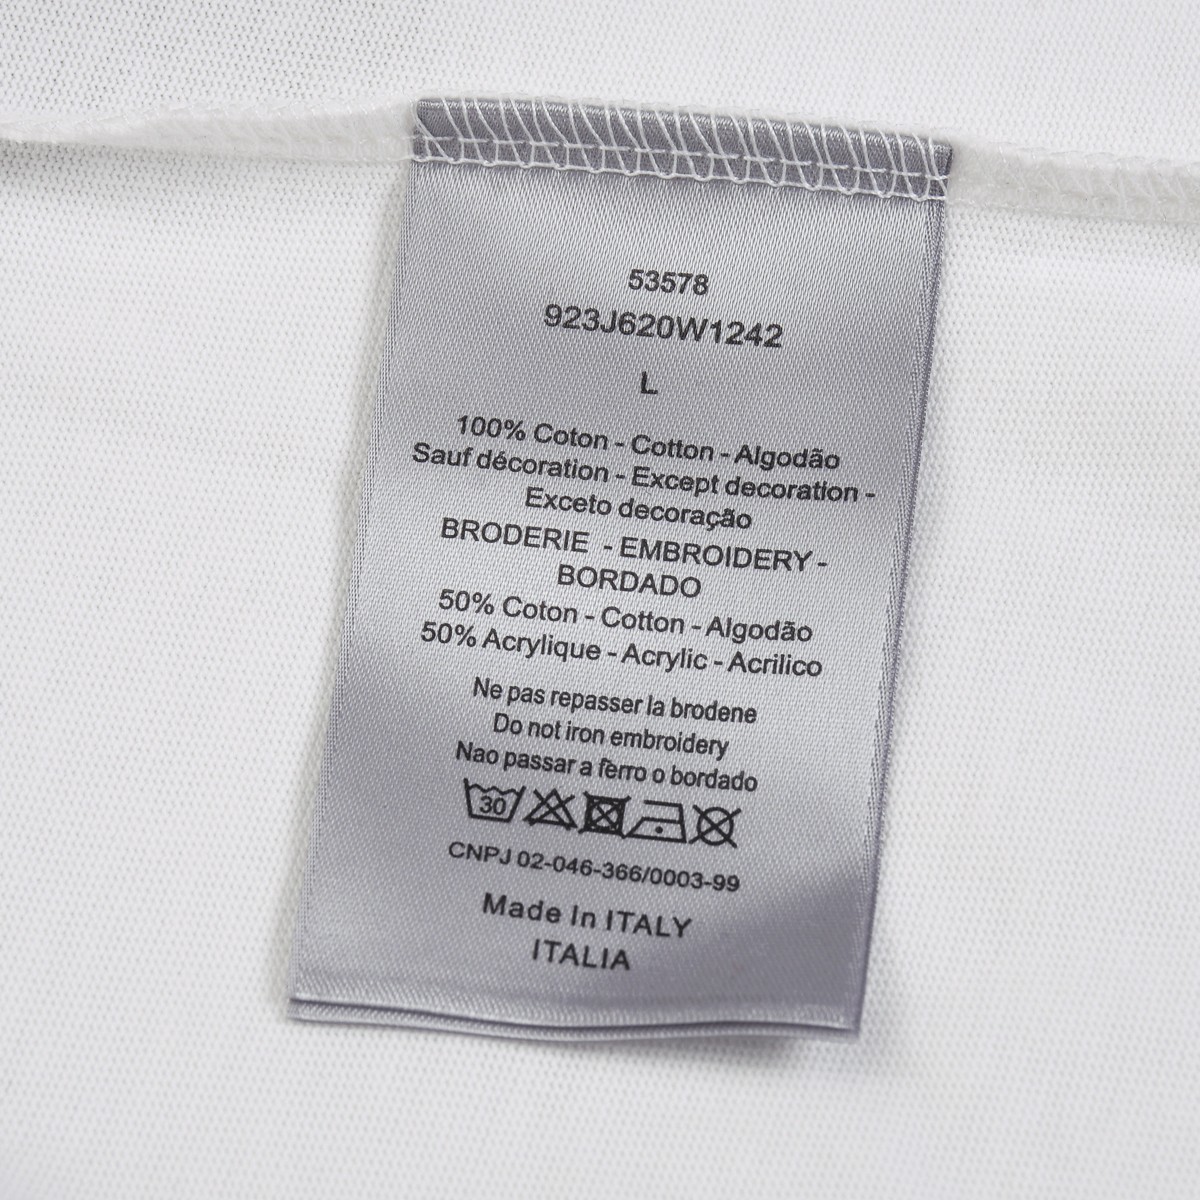 53578
923J620W1242
L
100% Coton - Cotton - Algodão
Sauf décoration - Except decoration -
Exceto decoração
BRODERIE - EMBROIDERY -
BORDADO
50% Coton - Cotton - Algodão
50% Acrylique - Acrylic - Acrilico
Ne pas repasser la brodene
Do not iron embroidery
Nao passar a ferro o bordado
30
CNPJ 02-046-366/0003-99
Made In ITALY
ITALIA